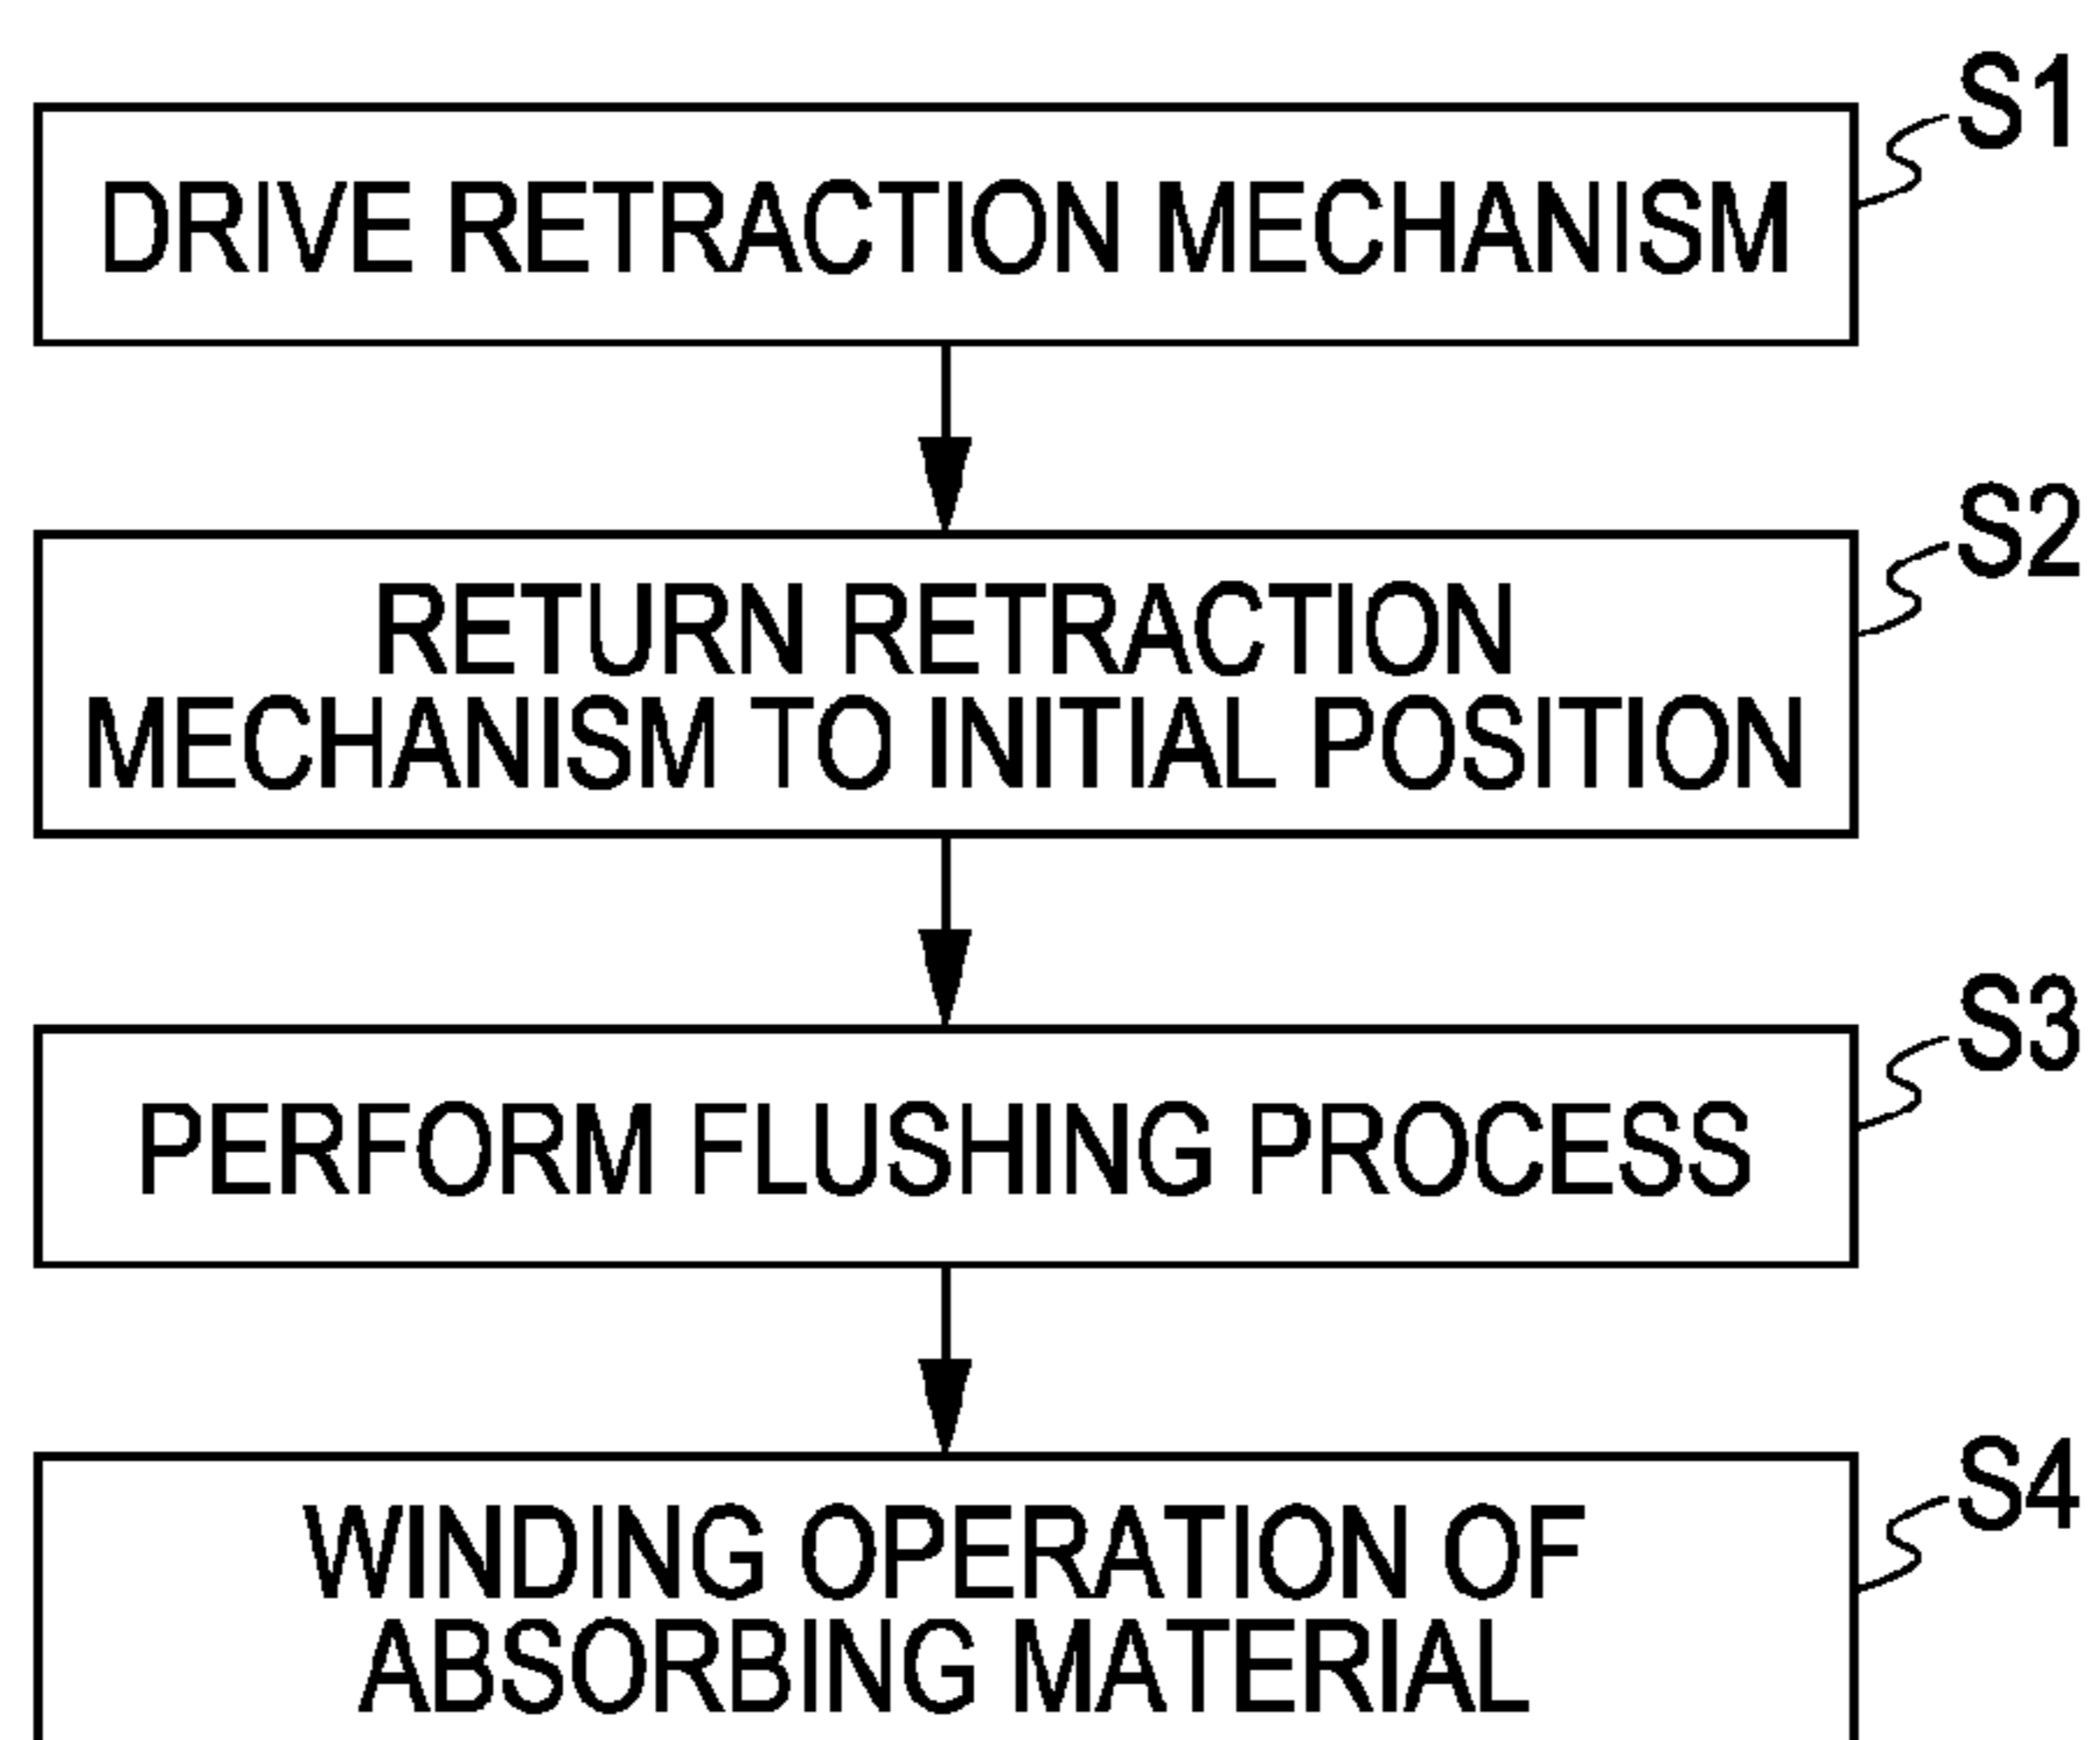 S1
DRIVE RETRACTION MECHANISM
S2
RETURN RETRACTION
MECHANISM TO INITIAL POSITION
S3
PERFORM FLUSHING PROCESS
S4
WINDING OPERATION OF
ABSORBING MATERIAL